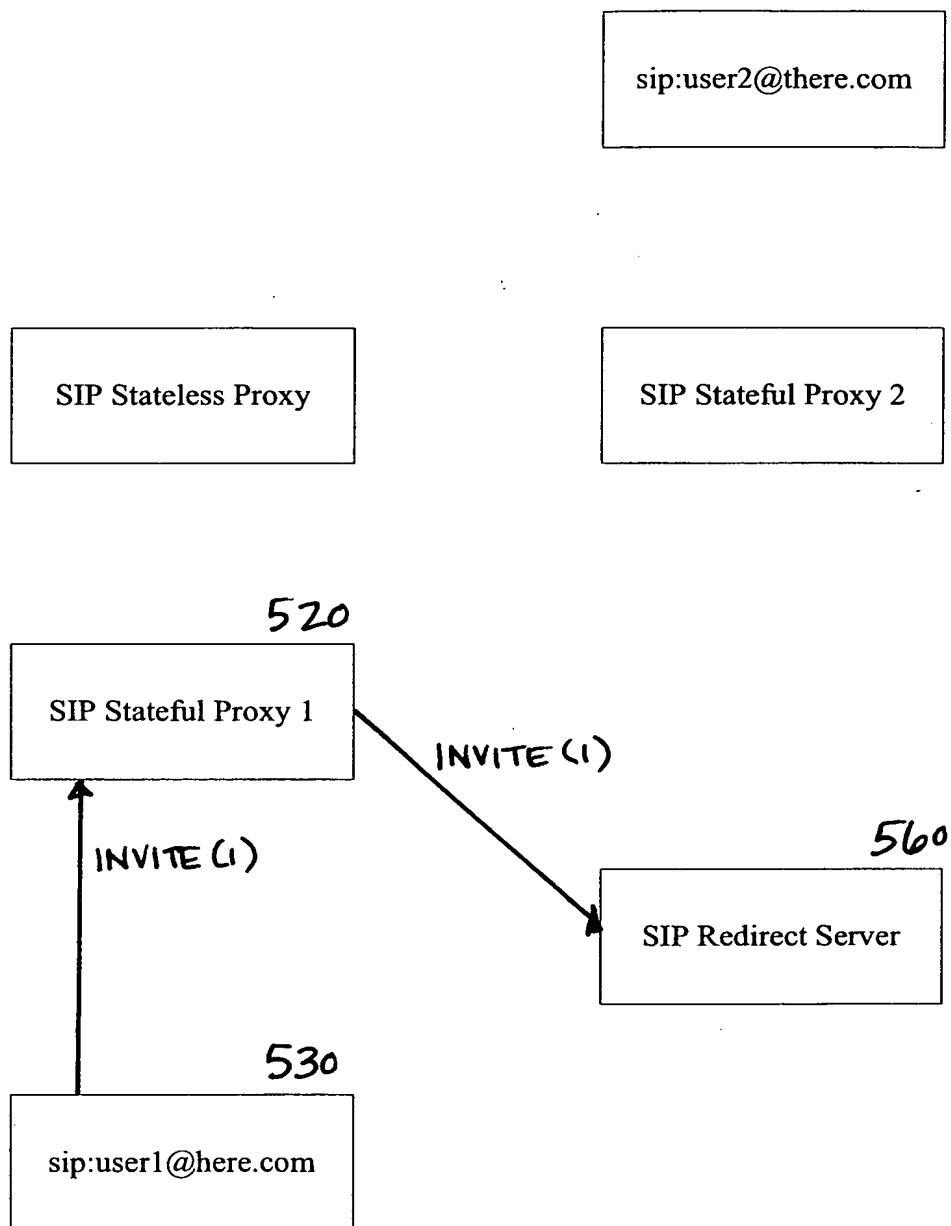 sip:user2@there.com
SIP Stateless Proxy
SIP Stateful Proxy 2
520
SIP Stateful Proxy 1
INVITE (1)
INVITE (1)
560
SIP Redirect Server
530
sip:user1@here.com